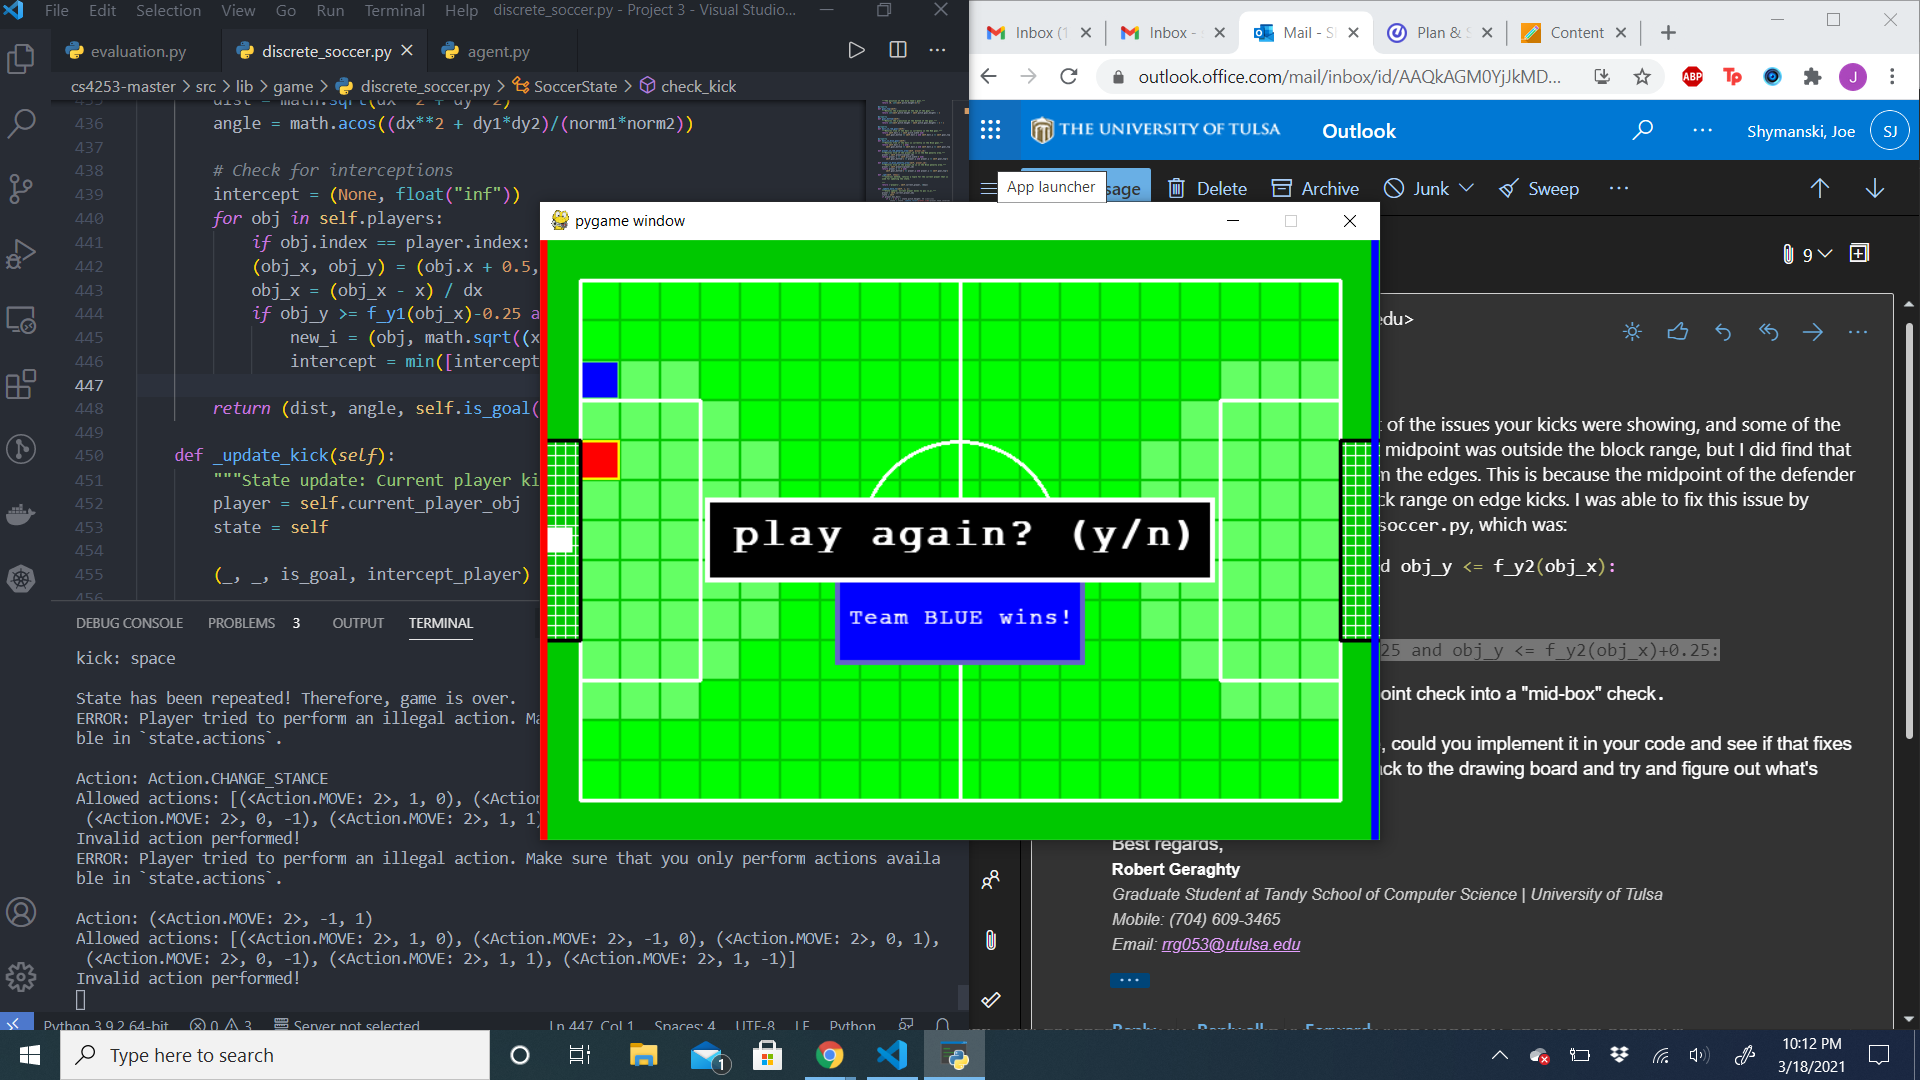 File Edit Selection View Go Run Terminal Help discrete_soccer.py - Project 3 - Visual Studio...
evaluation.py discrete_soccer.py agent.py
cs4253-master > src > lib > game > discrete_soccer.py > SoccerState > check_kick
436 angle = math.acos((dx**2 + dy1*dy2)/(norm1*norm2))
437
438 # Check for interceptions
439 intercept = (None, float("inf"))
440 for obj in self.players:
441 if obj.index == player.index:
442 (obj_x, obj_y) = (obj.x + 0.5,
443 obj_x = (obj_x - x) / dx
444 if obj_y >= f_y1(obj_x)-0.25 a
445 new_i = (obj, math.sqrt((x
446 intercept = min([intercept
447
448 return (dist, angle, self.is_goal(
449
450 def _update_kick(self):
451 """State update: Current player ki
452 player = self.current_player_obj
453 state = self
454
455 (_, _, is_goal, intercept_player)
456
DEBUG CONSOLE PROBLEMS 3 OUTPUT TERMINAL
kick: space
State has been repeated! Therefore, game is over.
ERROR: Player tried to perform an illegal action. Ma
ble in `state.actions`.
Action: Action.CHANGE_STANCE
Allowed actions: [(<Action.MOVE: 2>, 1, 0), (<Action
(<Action.MOVE: 2>, 0, -1), (<Action.MOVE: 2>, 1, 1)
Invalid action performed!
ERROR: Player tried to perform an illegal action. Make sure that you only perform actions availa
ble in `state.actions`.
Action: (<Action.MOVE: 2>, -1, 1)
Allowed actions: [(<Action.MOVE: 2>, 1, 0), (<Action.MOVE: 2>, -1, 0), (<Action.MOVE: 2>, 0, 1),
(<Action.MOVE: 2>, 0, -1), (<Action.MOVE: 2>, 1, 1), (<Action.MOVE: 2>, 1, -1)]
Invalid action performed!
Python 3.9.2 64-bit 0 3 Server not selected Ln 447, Col 1 Spaces: 4 UTF-8 LF Python
pygame window
play again? (y/n)
Team BLUE wins!
Inbox (1 Inbox - Mail - S Plan & S Content
outlook.office.com/mail/inbox/id/AAQkAGM0YjJkMD...
ABP Tp J
THE UNIVERSITY OF TULSA Outlook Shymanski, Joe SJ
App launcher sage Delete Archive Junk Sweep
9
edu>
of the issues your kicks were showing, and some of the
midpoint was outside the block range, but I did find that
the edges. This is because the midpoint of the defender
range on edge kicks. I was able to fix this issue by
soccer.py, which was:
d obj_y <= f_y2(obj_x):
25 and obj_y <= f_y2(obj_x)+0.25:
oint check into a "mid-box" check.
, could you implement it in your code and see if that fixes
ck to the drawing board and try and figure out what's
Best regards,
Robert Geraghty
Graduate Student at Tandy School of Computer Science | University of Tulsa
Mobile: (704) 609-3465
Email: rrg053@utulsa.edu
Type here to search
1
10:12 PM
3/18/2021